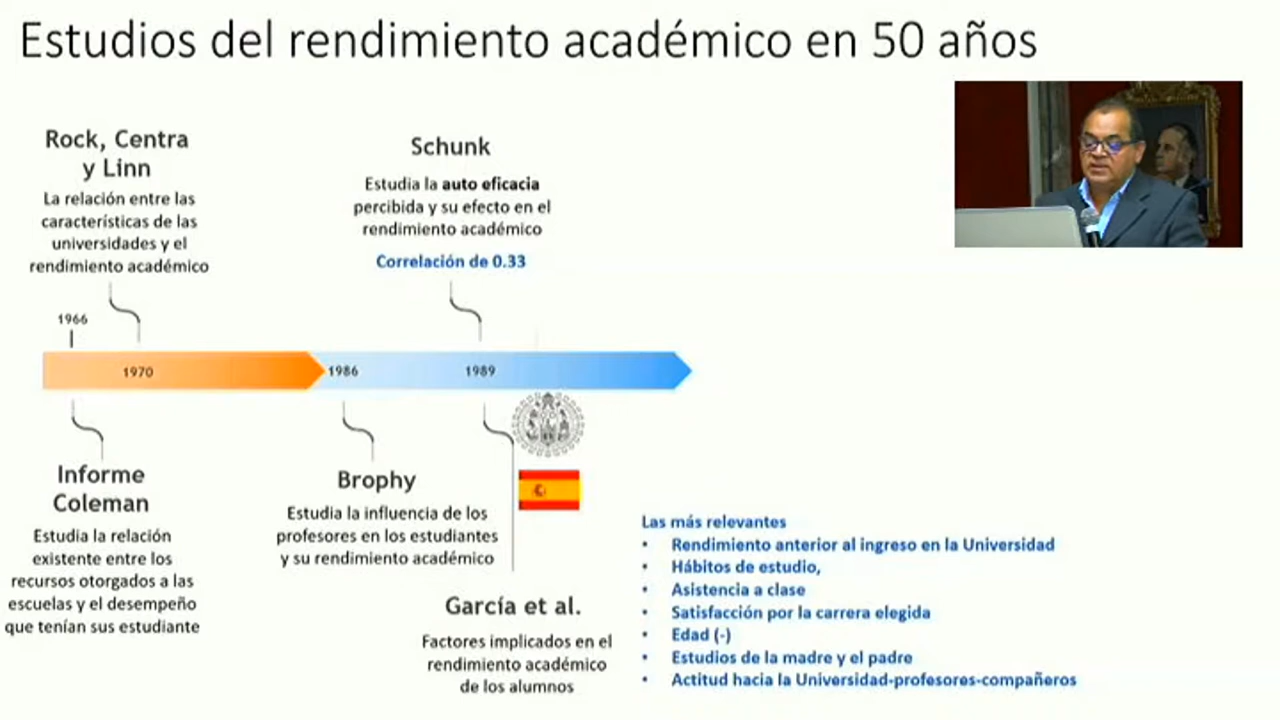 Estudios del rendimiento académico en 50 años
Rock, Centra
y Linn
La relación entre las
características de las
universidades y el
rendimiento académico
Schunk
Estudia la auto eficacia
percibida y su efecto en el
rendimiento académico
Correlación de 0.33
1966
1970
1986
1989
Informe
Coleman
Estudia la relación
existente entre los
recursos otorgados a las
escuelas y el desempeño
que tenían sus estudiante
Brophy
Estudia la influencia de los
profesores en los estudiantes
y su rendimiento académico
García et al.
Factores implicados en el
rendimiento académico
de los alumnos
Las más relevantes
• Rendimiento anterior al ingreso en la Universidad
• Hábitos de estudio,
• Asistencia a clase
• Satisfacción por la carrera elegida
• Edad (-)
• Estudios de la madre y el padre
• Actitud hacia la Universidad-profesores-compañeros